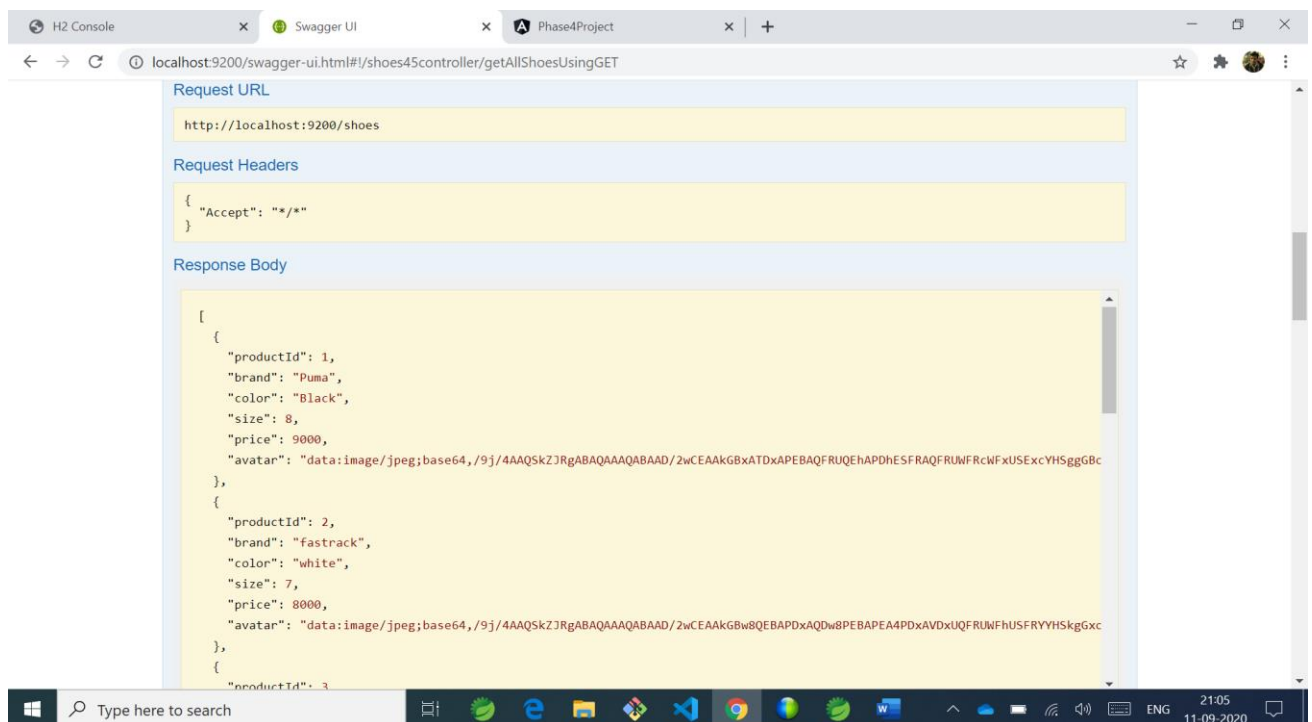 H2 Console
Swagger UI
Phase4Project
localhost:9200/swagger-ui.html#!/shoes45controller/getAllShoesUsingGET
Request URL
http://localhost:9200/shoes
Request Headers
{
"Accept": "*/*"
}
Response Body
[
{
"productId": 1,
"brand": "Puma",
"color": "Black",
"size": 8,
"price": 9000,
"avatar": "data:image/jpeg;base64,/9j/4AAQSkZJRgABAQAAAQABAAD/2wCEAAkGBxATDxAPEBAQFRUQEhAPDhESFRAQFRUWFRcWFxUSExcYHSggGBc
},
{
"productId": 2,
"brand": "fastrack",
"color": "white",
"size": 7,
"price": 8000,
"avatar": "data:image/jpeg;base64,/9j/4AAQSkZJRgABAQAAAQABAAD/2wCEAAkGBw8QEBAPDxAQDw8PEBAPEA4PDxAVDxUQFRUWFhUSFRYYHSkgGxc
},
{
"productId": 3
Type here to search
ENG
21:05
11-09-2020